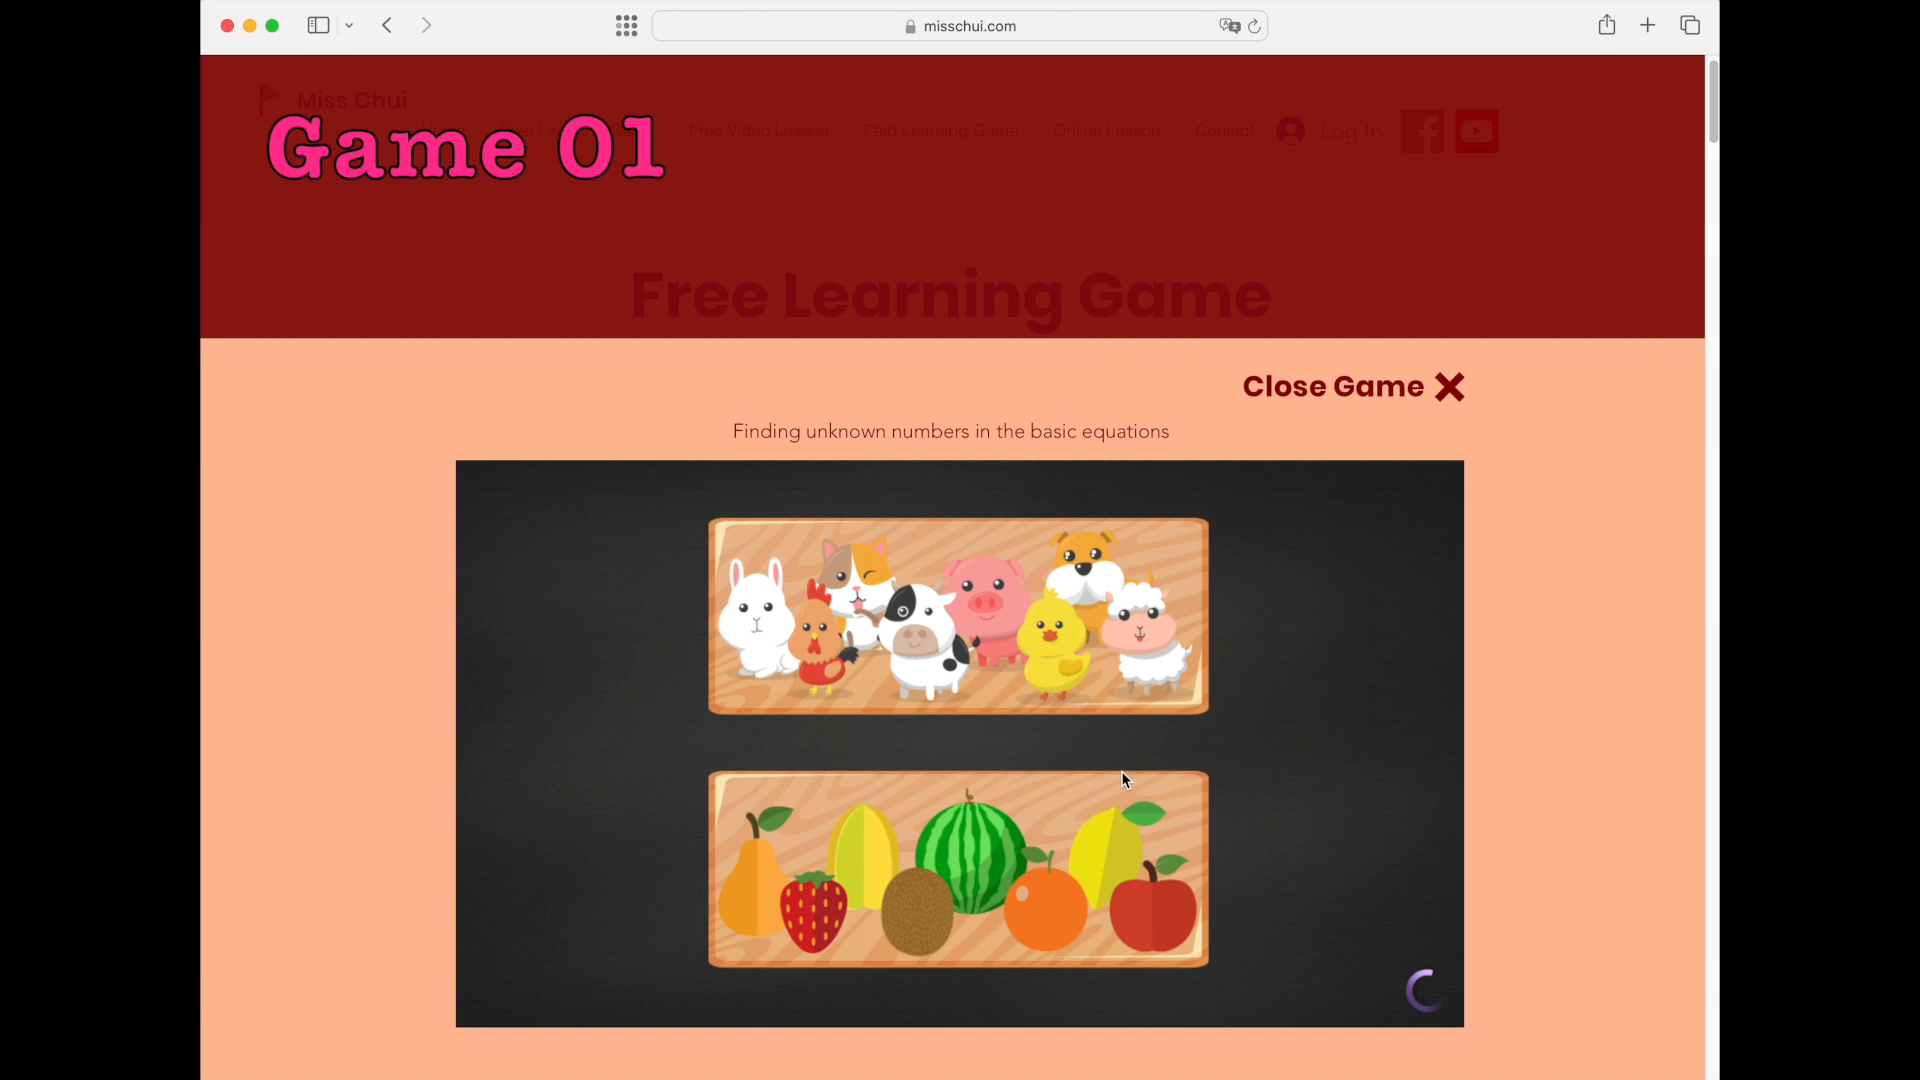 misschui.com
Miss Chui
Game 01
Free Video Lesson
Paid Learning Game
Online Lesson
Contact
Log In
Free Learning Game
Close Game
Finding unknown numbers in the basic equations